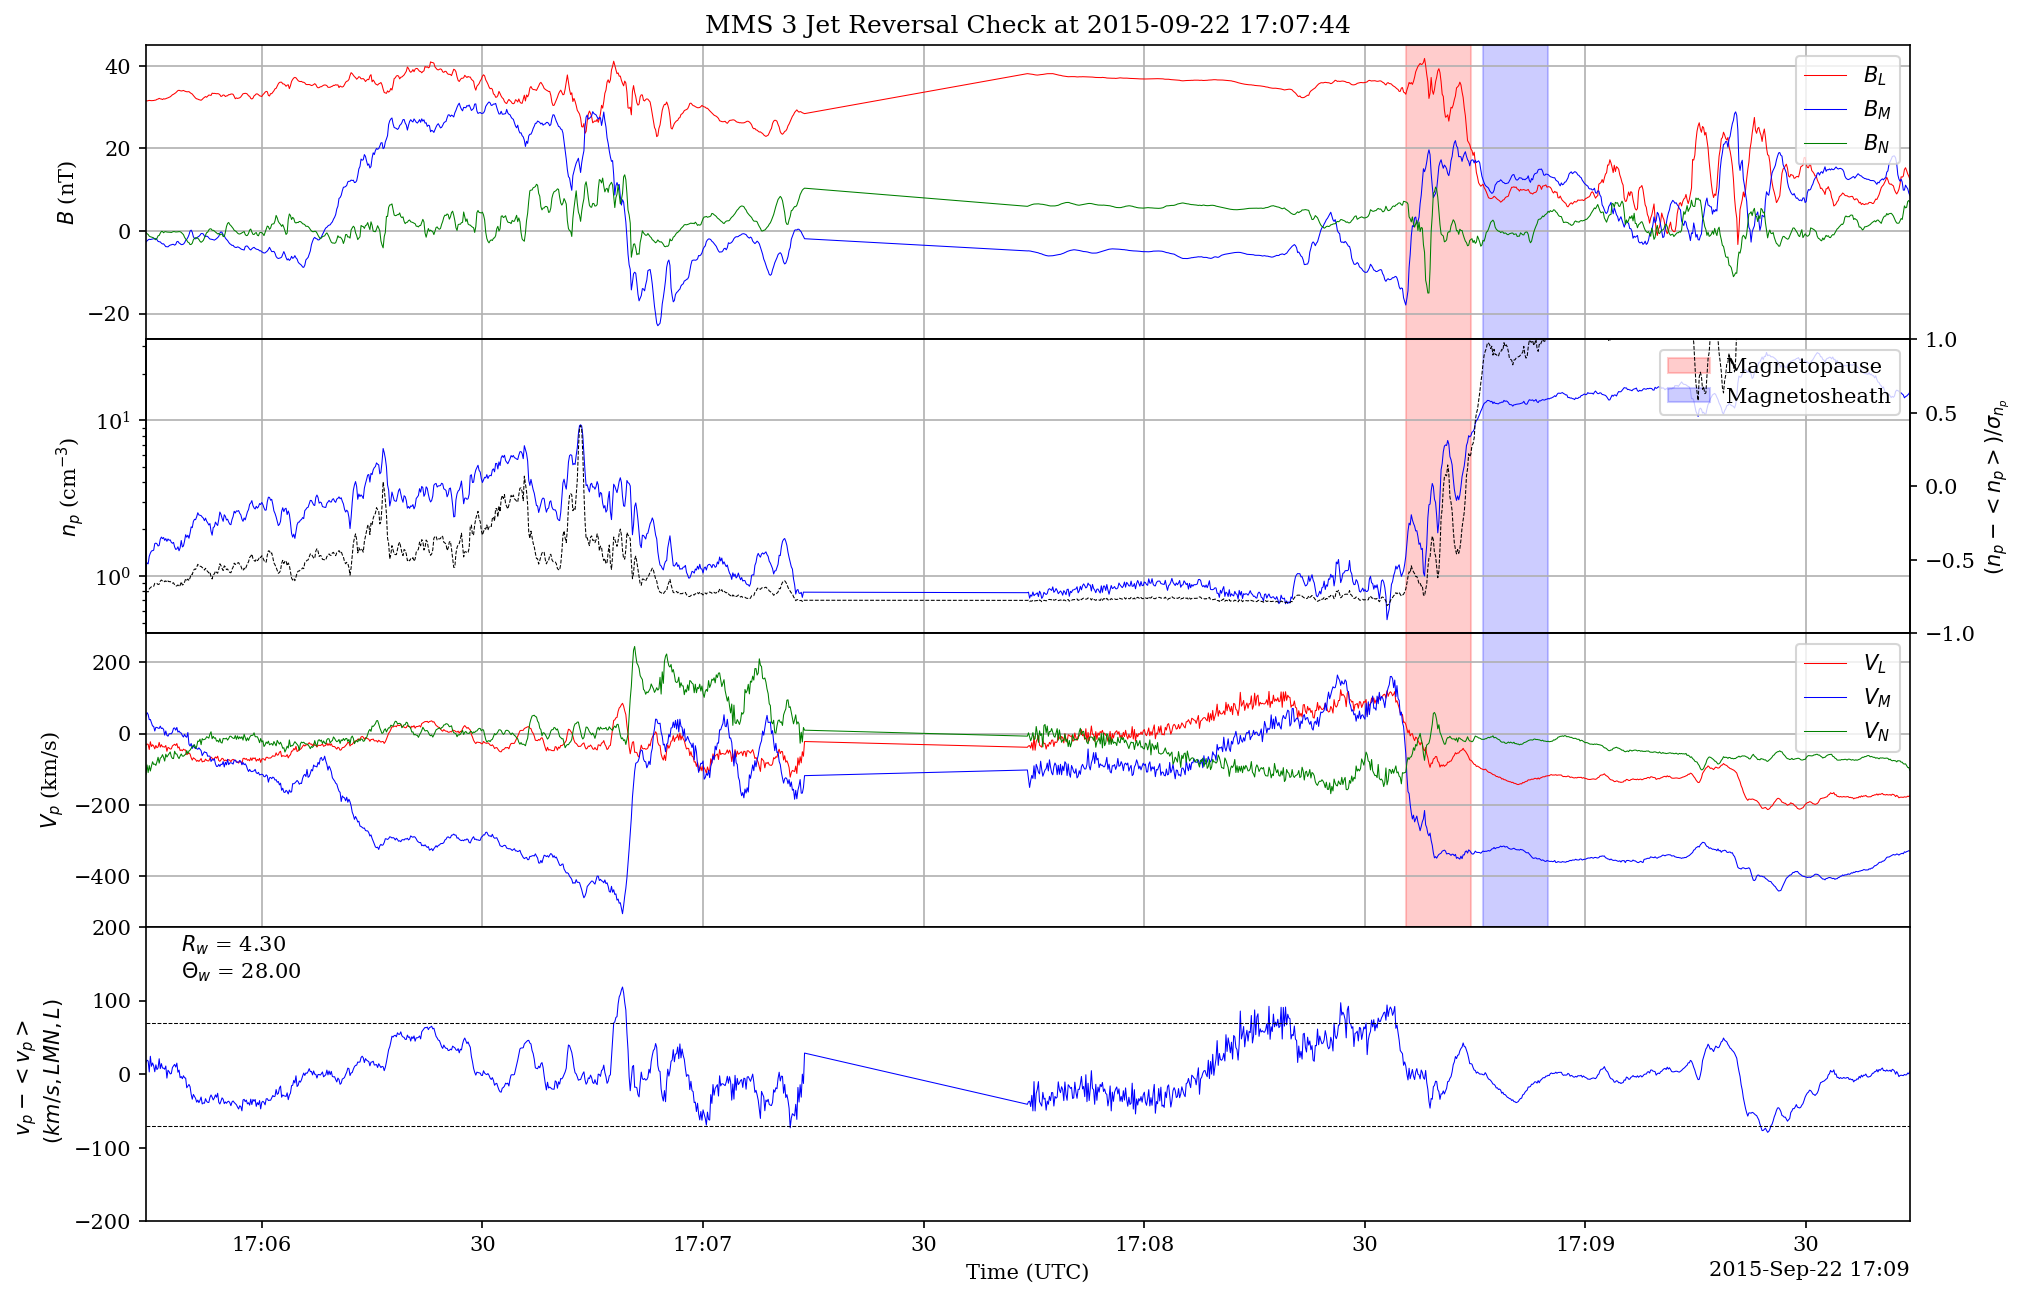 MMS 3 Jet Reversal Check at 2015-09-22 17:07:44
40
20
0
−20
B (nT)
B_L
B_M
B_N
10^1
10^0
n_p (cm^{−3})
1.0
0.5
0.0
−0.5
−1.0
(n_p − < n_p >)/σ_{n_p}
Magnetopause
Magnetosheath
200
0
−200
−400
V_p (km/s)
V_L
V_M
V_N
200
100
0
−100
−200
v_p − < v_p >
(km/s, LMN, L)
R_w = 4.30
Θ_w = 28.00
17:06
30
17:07
30
17:08
30
17:09
30
Time (UTC)
2015-Sep-22 17:09